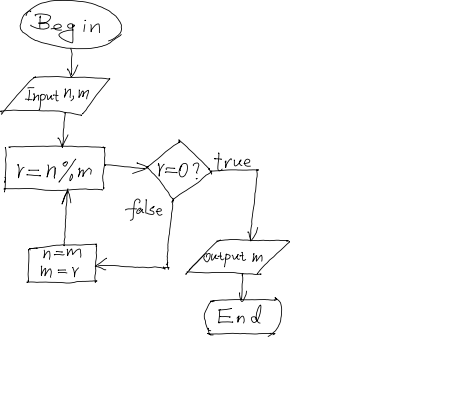 Begin
Input n, m
r=n%m
r=0?
true
false
n=m
m=r
output m
End